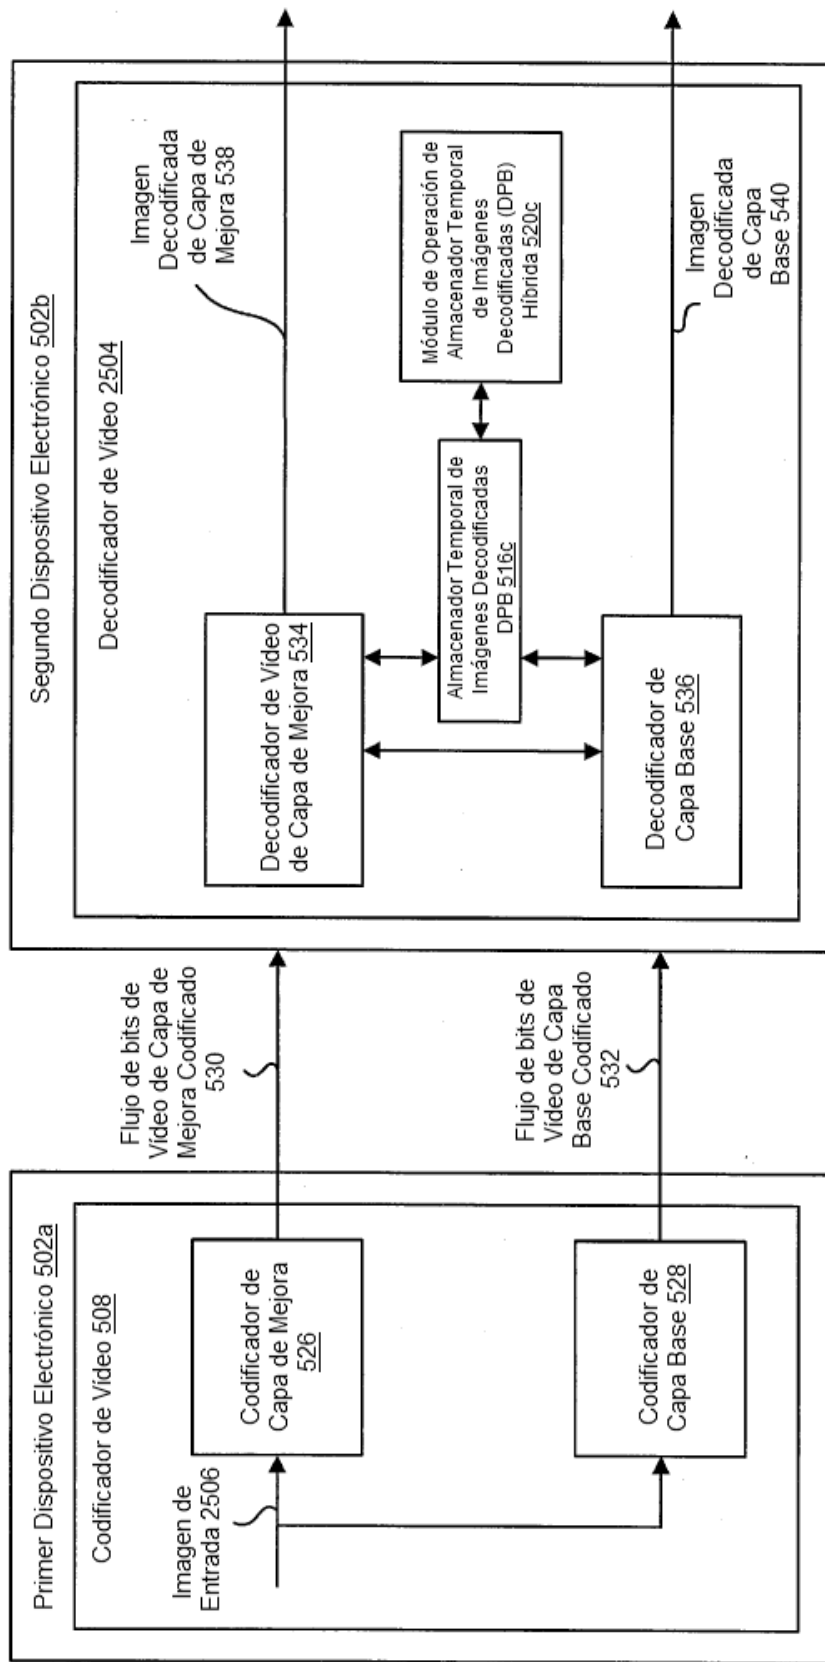 Primer Dispositivo Electrónico 502a
Codificador de Vídeo 508
Imagen de
Entrada 2506
Codificador de
Capa de Mejora
526
Codificador de
Capa Base 528
Flujo de bits de
Vídeo de Capa de
Mejora Codificado
530
Flujo de bits de
Vídeo de Capa
Base Codificado
532
Segundo Dispositivo Electrónico 502b
Decodificador de Vídeo 2504
Decodificador de Vídeo
de Capa de Mejora 534
Almacenador Temporal de
Imágenes Decodificadas
DPB 516c
Decodificador de
Capa Base 536
Módulo de Operación de
Almacenador Temporal
de Imágenes
Decodificadas (DPB)
Híbrida 520c
Imagen
Decodificada
de Capa de
Mejora 538
Imagen
Decodificada
de Capa
Base 540